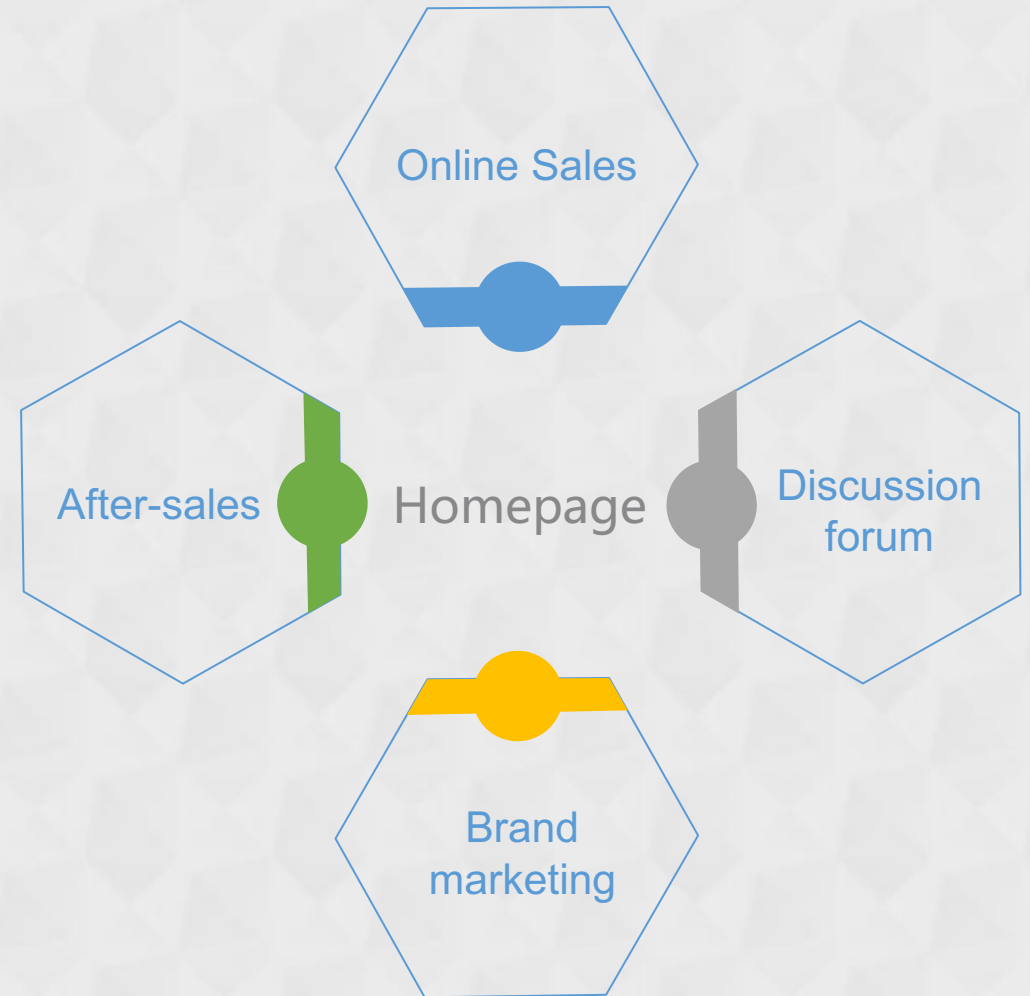 Online Sales
After-sales
Homepage
Discussion
forum
Brand
marketing